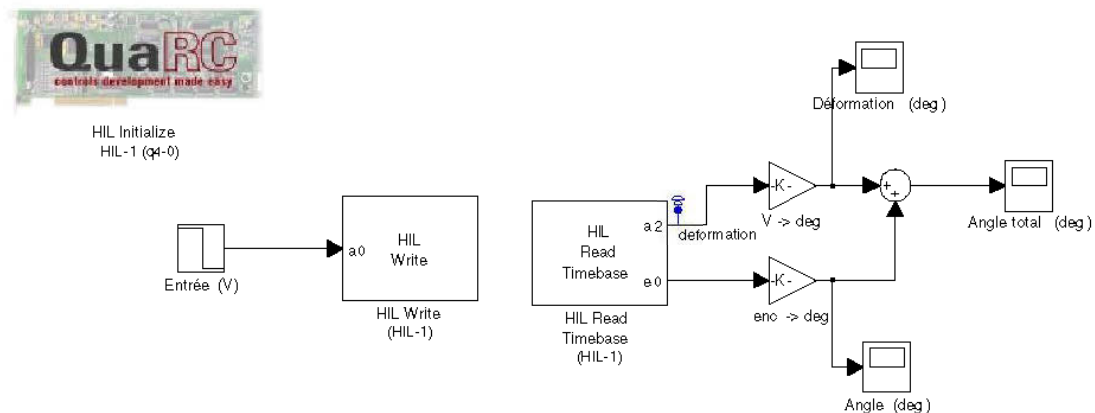 QuaRC
controls development made easy
HIL Initialize
HIL-1 (q4-0)
Entrée (V)
a0
HIL
Write
HIL Write
(HIL-1)
HIL
Read
Timebase
a2
e0
HIL Read
Timebase
(HIL-1)
deformation
-K-
V -> deg
-K-
enc -> deg
Déformation (deg)
+
+
Angle total (deg)
Angle (deg)